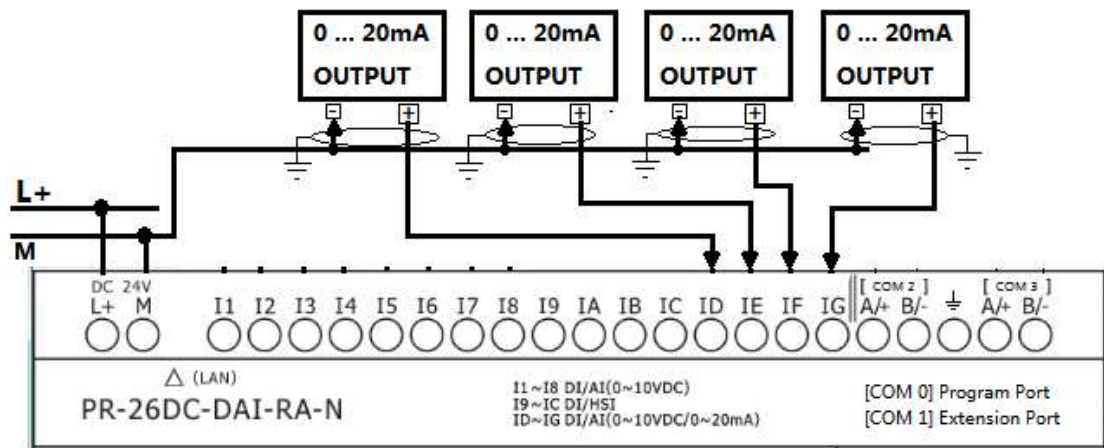 0 ... 20mA 0 ... 20mA 0 ... 20mA 0 ... 20mA
OUTPUT OUTPUT OUTPUT OUTPUT
- + - + - + - +
L+
M
DC 24V [ COM 2 ] [ COM 3 ]
L+ M I1 I2 I3 I4 I5 I6 I7 I8 I9 IA IB IC ID IE IF IG A/+ B/- A/+ B/-
△ (LAN)
PR-26DC-DAI-RA-N
I1~I8 DI/AI(0~10VDC)
I9~IC DI/HSI
ID~IG DI/AI(0~10VDC/0~20mA)
[COM 0] Program Port
[COM 1] Extension Port